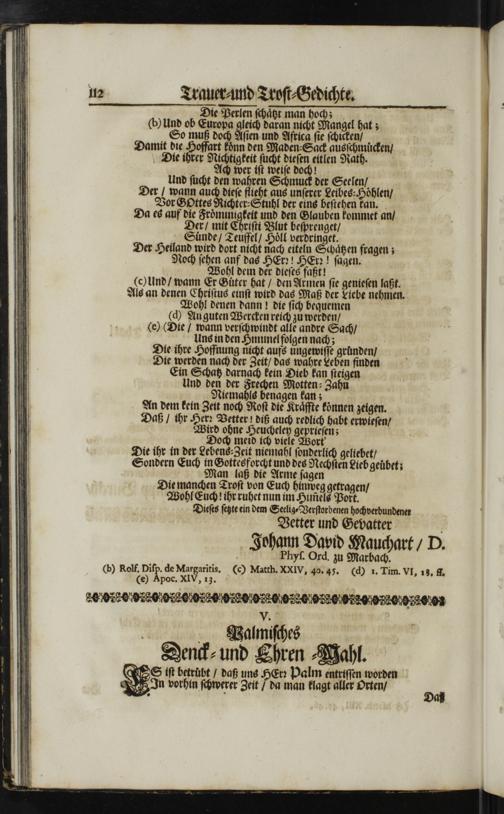 112 Trauer-und Trost-Gedichte.
Die Perlen schätzt man hoch;
(b) Und ob Europa gleich daran nicht Mangel hat;
So muß doch Asien und Africa sie schicken/
Damit die Hoffart könn den Maden-Sack ausschmücken/
Die ihrer Nichtigkeit sucht diesen eitlen Rath.
Ach wer ist weise doch!
Und sucht den wahren Schmuck der Seelen/
Der / wann auch diese flieht aus unserer Leibes-Höhlen/
Vor GOttes Richter-Stuhl der eins bestehen kan.
Da es auf die Frömmigkeit und den Glauben kommet an/
Der/ mit Christi Blut besprenget/
Sünde/ Teuffel/ Höll verdringet.
Der Heiland wird dort nicht nach eiteln Schätzen fragen;
Noch sehen auf das HErr! HErr! sagen.
Wohl dem der dieses faßt!
(c) Und/ wann Er Güter hat / den Armen sie geniesen laßt.
Als an denen Christus einst wird das Maß der Liebe nehmen.
Wohl denen dann! die sich bequemen
(d) An guten Wercken reich zu werden/
(e) (Die / wann verschwindt alle andre Sach/
Uns in den Himmel folgen nach;
Die ihre Hoffnung nicht aufs ungewisse gründen/
Die werden nach der Zeit/ das wahre Leben finden
Ein Schatz darnach kein Dieb kan steigen
Und den der Frechen Motten-Zahn
Niemahls benagen kan;
An dem kein Zeit noch Rost die Kräffte können zeigen.
Daß / ihr Herr Vetter! diß auch redlich habt erwiesen/
Wird ohne Heucheley gepriesen;
Doch meid ich viele Wort
Die ihr in der Lebens-Zeit niemahl sonderlich geliebet/
Sondern Euch in Gottesforcht und des Nechsten Lieb geübet;
Man laß die Arme sagen
Die manchen Trost von Euch hinweg getragen/
Wohl Euch! ihr ruhet nun im Himels Port.
Dieses setzte ein dem Seelig-Verstorbenen hochverbundener
Vetter und Gevatter
Johann David Mauchart / D.
Phys. Ord. zu Marbach.
(b) Rolf. Disp. de Margaritis. (c) Matth. XXIV, 40. 45. (d) 1. Tim. VI, 18. ff.
(e) Apoc. XIV, 13.
V.
Palmisches
Denck- und Ehren-Mahl.
ES ist betrübt / daß uns HErr Palm entrissen worden
In vorhin schwerer Zeit / da man klagt aller Orten/
Daß